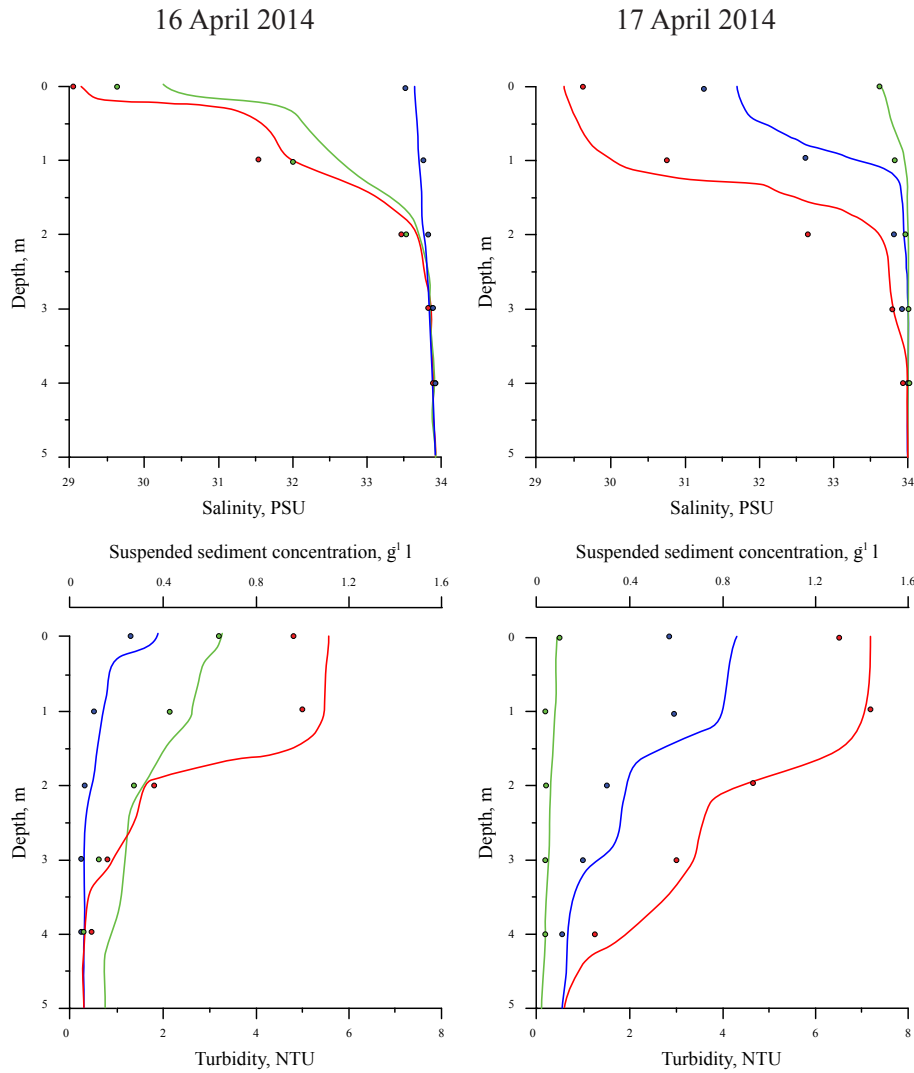 16 April 2014
17 April 2014
0
1
2
3
4
5
Depth, m
29 30 31 32 33 34
Salinity, PSU
0
1
2
3
4
5
Depth, m
29 30 31 32 33 34
Salinity, PSU
Suspended sediment concentration, g⁻¹ l
0 0.4 0.8 1.2 1.6
0
1
2
3
4
5
Depth, m
0 2 4 6 8
Turbidity, NTU
Suspended sediment concentration, g⁻¹ l
0 0.4 0.8 1.2 1.6
0
1
2
3
4
5
Depth, m
0 2 4 6 8
Turbidity, NTU